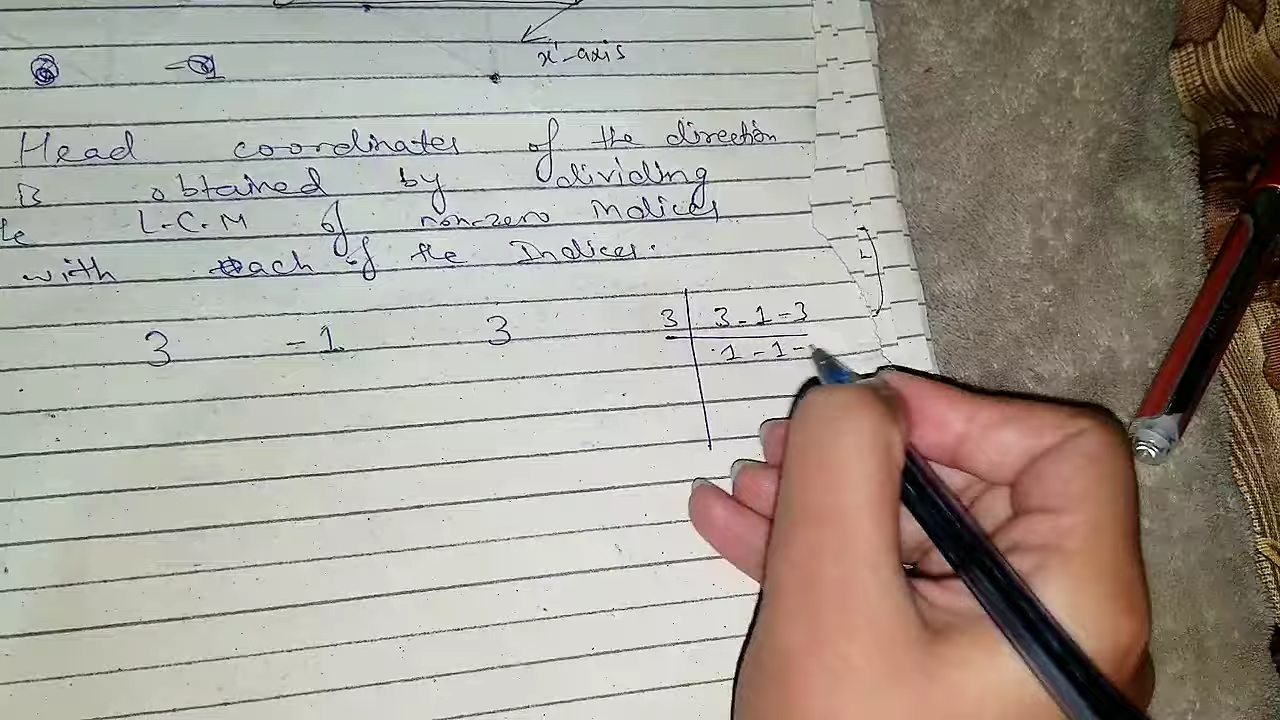 x'-axis
Head coordinates of the direction
is obtained by dividing
L.C.M of non-zero indices
with each of the Indices.
3 -1 3
3 3-1-3
1-1-